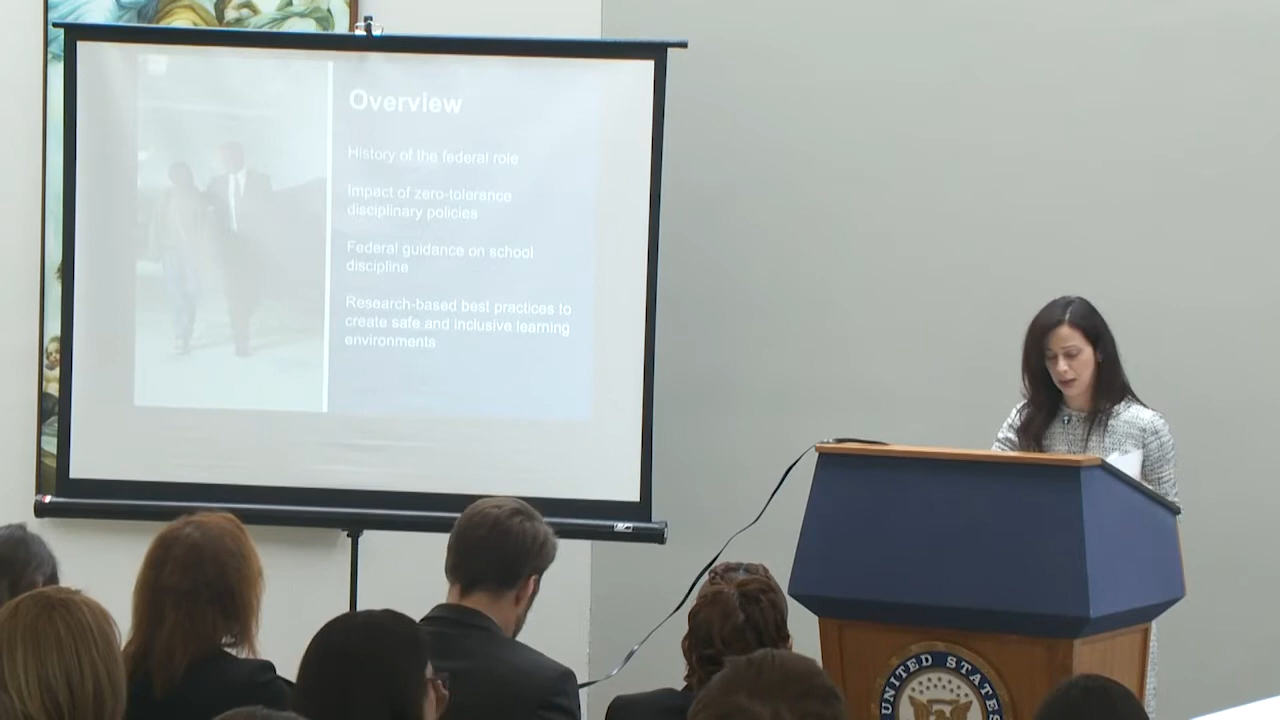 Overview
History of the federal role
Impact of zero-tolerance
disciplinary policies
Federal guidance on school
discipline
Research-based best practices to
create safe and inclusive learning
environments
UNITED STATES